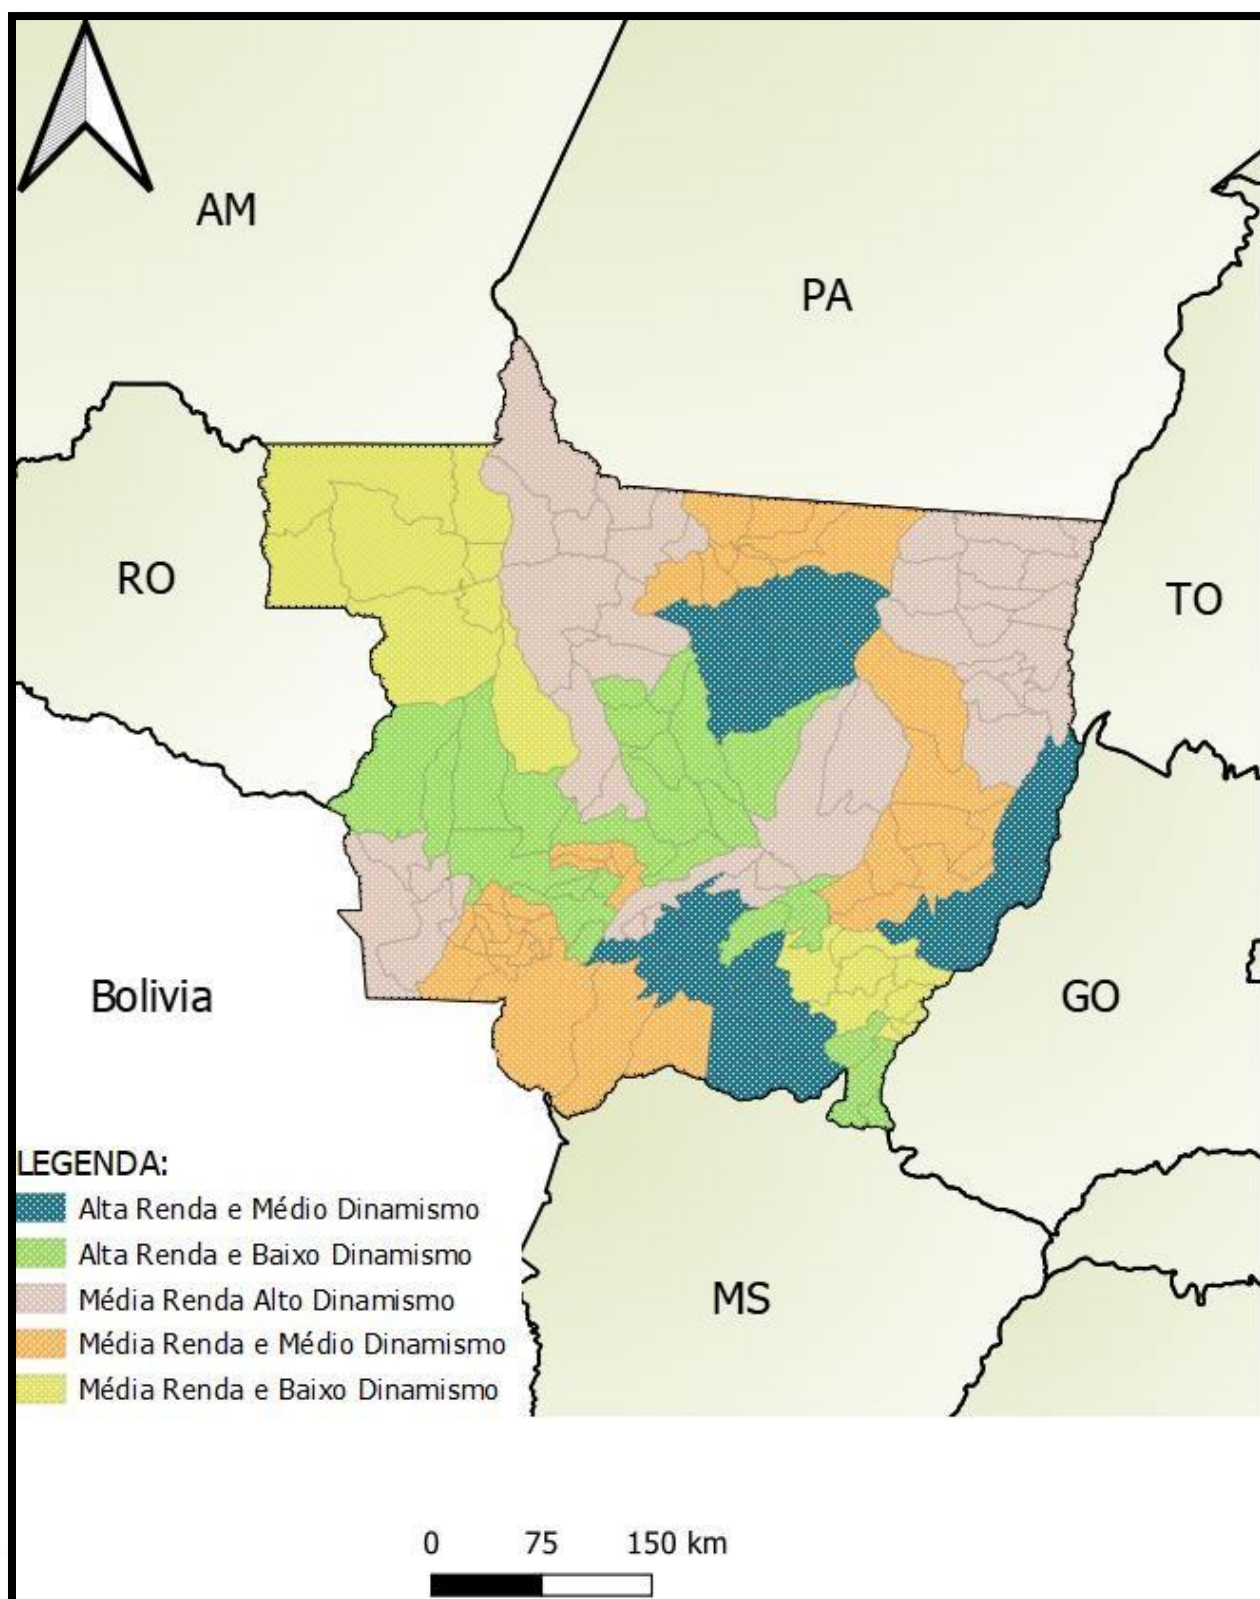 AM
PA
RO
TO
Bolivia
GO
MS
LEGENDA:
Alta Renda e Médio Dinamismo
Alta Renda e Baixo Dinamismo
Média Renda Alto Dinamismo
Média Renda e Médio Dinamismo
Média Renda e Baixo Dinamismo
0 75 150 km